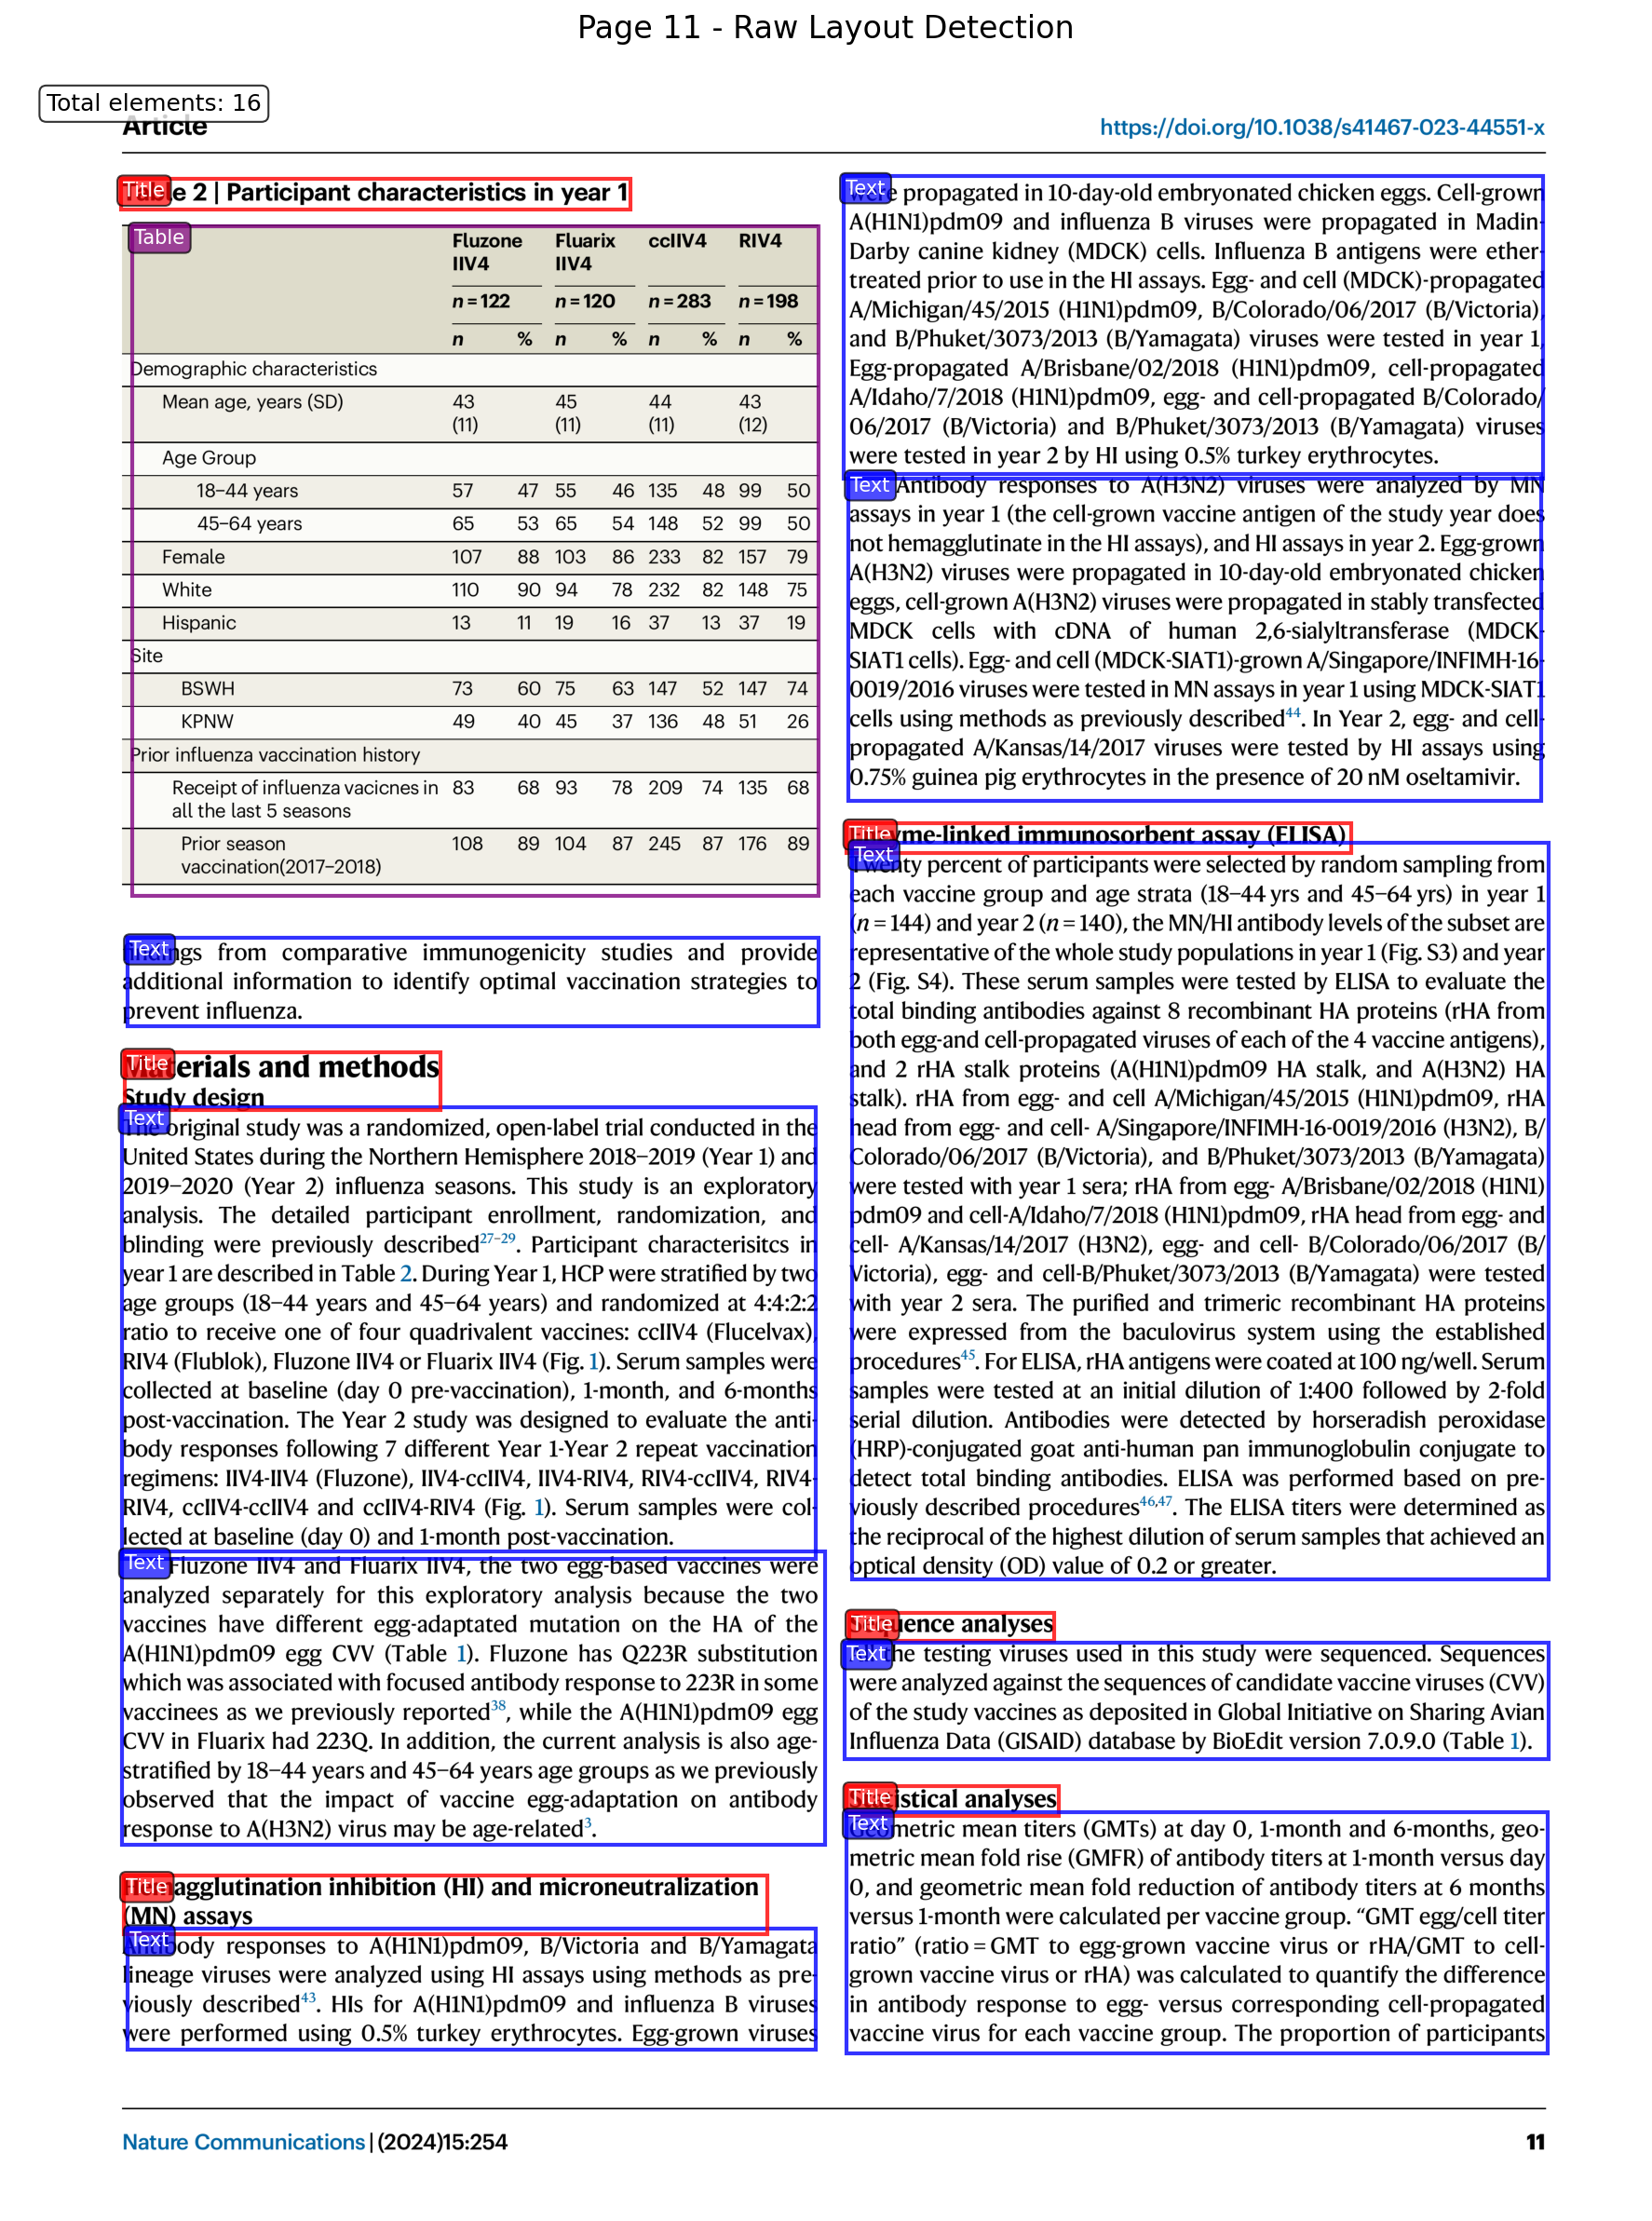 Page 11 - Raw Layout Detection
Total elements: 16
Article
https://doi.org/10.1038/s41467-023-44551-x
Title 2 | Participant characteristics in year 1
Table
Fluzone IIV4 Fluarix IIV4 ccIIV4 RIV4
n = 122 n = 120 n = 283 n = 198
n % n % n % n %
Demographic characteristics
Mean age, years (SD) 43 (11) 45 (11) 44 (11) 43 (12)
Age Group
18–44 years 57 47 55 46 135 48 99 50
45–64 years 65 53 65 54 148 52 99 50
Female 107 88 103 86 233 82 157 79
White 110 90 94 78 232 82 148 75
Hispanic 13 11 19 16 37 13 37 19
Site
BSWH 73 60 75 63 147 52 147 74
KPNW 49 40 45 37 136 48 51 26
Prior influenza vaccination history
Receipt of influenza vacicnes in 83 68 93 78 209 74 135 68
all the last 5 seasons
Prior season 108 89 104 87 245 87 176 89
vaccination(2017–2018)
Text findings from comparative immunogenicity studies and provide
additional information to identify optimal vaccination strategies to
prevent influenza.
Title Materials and methods
Study design
Text The original study was a randomized, open-label trial conducted in the
United States during the Northern Hemisphere 2018–2019 (Year 1) and
2019–2020 (Year 2) influenza seasons. This study is an exploratory
analysis. The detailed participant enrollment, randomization, and
blinding were previously described27–29. Participant characterisitcs in
year 1 are described in Table 2. During Year 1, HCP were stratified by two
age groups (18–44 years and 45–64 years) and randomized at 4:4:2:2
ratio to receive one of four quadrivalent vaccines: ccIIV4 (Flucelvax),
RIV4 (Flublok), Fluzone IIV4 or Fluarix IIV4 (Fig. 1). Serum samples were
collected at baseline (day 0 pre-vaccination), 1-month, and 6-months
post-vaccination. The Year 2 study was designed to evaluate the anti-
body responses following 7 different Year 1-Year 2 repeat vaccination
regimens: IIV4-IIV4 (Fluzone), IIV4-ccIIV4, IIV4-RIV4, RIV4-ccIIV4, RIV4-
RIV4, ccIIV4-ccIIV4 and ccIIV4-RIV4 (Fig. 1). Serum samples were col-
lected at baseline (day 0) and 1-month post-vaccination.
Text Fluzone IIV4 and Fluarix IIV4, the two egg-based vaccines were
analyzed separately for this exploratory analysis because the two
vaccines have different egg-adaptated mutation on the HA of the
A(H1N1)pdm09 egg CVV (Table 1). Fluzone has Q223R substitution
which was associated with focused antibody response to 223R in some
vaccinees as we previously reported38, while the A(H1N1)pdm09 egg
CVV in Fluarix had 223Q. In addition, the current analysis is also age-
stratified by 18–44 years and 45–64 years age groups as we previously
observed that the impact of vaccine egg-adaptation on antibody
response to A(H3N2) virus may be age-related3.
Title Hemagglutination inhibition (HI) and microneutralization
(MN) assays
Text Antibody responses to A(H1N1)pdm09, B/Victoria and B/Yamagata
lineage viruses were analyzed using HI assays using methods as pre-
viously described43. HIs for A(H1N1)pdm09 and influenza B viruses
were performed using 0.5% turkey erythrocytes. Egg-grown viruses
Text were propagated in 10-day-old embryonated chicken eggs. Cell-grown
A(H1N1)pdm09 and influenza B viruses were propagated in Madin-
Darby canine kidney (MDCK) cells. Influenza B antigens were ether-
treated prior to use in the HI assays. Egg- and cell (MDCK)-propagated
A/Michigan/45/2015 (H1N1)pdm09, B/Colorado/06/2017 (B/Victoria),
and B/Phuket/3073/2013 (B/Yamagata) viruses were tested in year 1,
Egg-propagated A/Brisbane/02/2018 (H1N1)pdm09, cell-propagated
A/Idaho/7/2018 (H1N1)pdm09, egg- and cell-propagated B/Colorado/
06/2017 (B/Victoria) and B/Phuket/3073/2013 (B/Yamagata) viruses
were tested in year 2 by HI using 0.5% turkey erythrocytes.
Text Antibody responses to A(H3N2) viruses were analyzed by MN
assays in year 1 (the cell-grown vaccine antigen of the study year does
not hemagglutinate in the HI assays), and HI assays in year 2. Egg-grown
A(H3N2) viruses were propagated in 10-day-old embryonated chicken
eggs, cell-grown A(H3N2) viruses were propagated in stably transfected
MDCK cells with cDNA of human 2,6-sialyltransferase (MDCK-
SIAT1 cells). Egg- and cell (MDCK-SIAT1)-grown A/Singapore/INFIMH-16-
0019/2016 viruses were tested in MN assays in year 1 using MDCK-SIAT1
cells using methods as previously described44. In Year 2, egg- and cell-
propagated A/Kansas/14/2017 viruses were tested by HI assays using
0.75% guinea pig erythrocytes in the presence of 20 nM oseltamivir.
Title Enzyme-linked immunosorbent assay (ELISA)
Text Twenty percent of participants were selected by random sampling from
each vaccine group and age strata (18–44 yrs and 45–64 yrs) in year 1
(n = 144) and year 2 (n = 140), the MN/HI antibody levels of the subset are
representative of the whole study populations in year 1 (Fig. S3) and year
2 (Fig. S4). These serum samples were tested by ELISA to evaluate the
total binding antibodies against 8 recombinant HA proteins (rHA from
both egg-and cell-propagated viruses of each of the 4 vaccine antigens),
and 2 rHA stalk proteins (A(H1N1)pdm09 HA stalk, and A(H3N2) HA
stalk). rHA from egg- and cell A/Michigan/45/2015 (H1N1)pdm09, rHA
head from egg- and cell- A/Singapore/INFIMH-16-0019/2016 (H3N2), B/
Colorado/06/2017 (B/Victoria), and B/Phuket/3073/2013 (B/Yamagata)
were tested with year 1 sera; rHA from egg- A/Brisbane/02/2018 (H1N1)
pdm09 and cell-A/Idaho/7/2018 (H1N1)pdm09, rHA head from egg- and
cell- A/Kansas/14/2017 (H3N2), egg- and cell- B/Colorado/06/2017 (B/
Victoria), egg- and cell-B/Phuket/3073/2013 (B/Yamagata) were tested
with year 2 sera. The purified and trimeric recombinant HA proteins
were expressed from the baculovirus system using the established
procedures45. For ELISA, rHA antigens were coated at 100 ng/well. Serum
samples were tested at an initial dilution of 1:400 followed by 2-fold
serial dilution. Antibodies were detected by horseradish peroxidase
(HRP)-conjugated goat anti-human pan immunoglobulin conjugate to
detect total binding antibodies. ELISA was performed based on pre-
viously described procedures46,47. The ELISA titers were determined as
the reciprocal of the highest dilution of serum samples that achieved an
optical density (OD) value of 0.2 or greater.
Title Sequence analyses
Text the testing viruses used in this study were sequenced. Sequences
were analyzed against the sequences of candidate vaccine viruses (CVV)
of the study vaccines as deposited in Global Initiative on Sharing Avian
Influenza Data (GISAID) database by BioEdit version 7.0.9.0 (Table 1).
Title Statistical analyses
Text Geometric mean titers (GMTs) at day 0, 1-month and 6-months, geo-
metric mean fold rise (GMFR) of antibody titers at 1-month versus day
0, and geometric mean fold reduction of antibody titers at 6 months
versus 1-month were calculated per vaccine group. “GMT egg/cell titer
ratio” (ratio = GMT to egg-grown vaccine virus or rHA/GMT to cell-
grown vaccine virus or rHA) was calculated to quantify the difference
in antibody response to egg- versus corresponding cell-propagated
vaccine virus for each vaccine group. The proportion of participants
Nature Communications | (2024)15:254
11